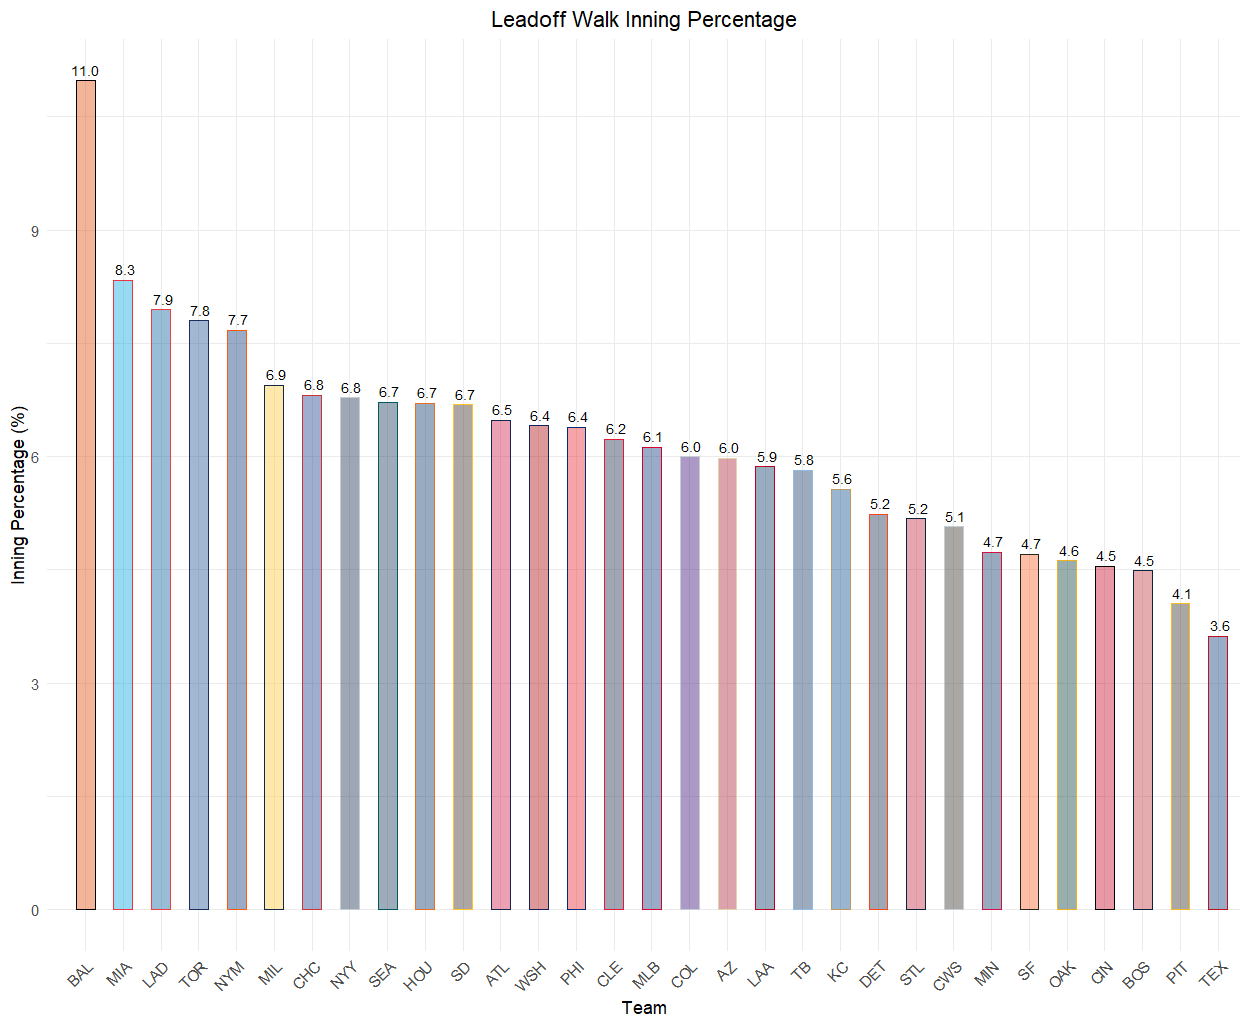 Leadoff Walk Inning Percentage
11.0
8.3
7.9
7.8
7.7
6.9
6.8
6.8
6.7
6.7
6.7
6.5
6.4
6.4
6.2
6.1
6.0
6.0
5.9
5.8
5.6
5.2
5.2
5.1
4.7
4.7
4.6
4.5
4.5
4.1
3.6
9
6
3
0
Inning Percentage (%)
BAL
MIA
LAD
TOR
NYM
MIL
CHC
NYY
SEA
HOU
SD
ATL
WSH
PHI
CLE
MLB
COL
AZ
LAA
TB
KC
DET
STL
CWS
MIN
SF
OAK
CIN
BOS
PIT
TEX
Team